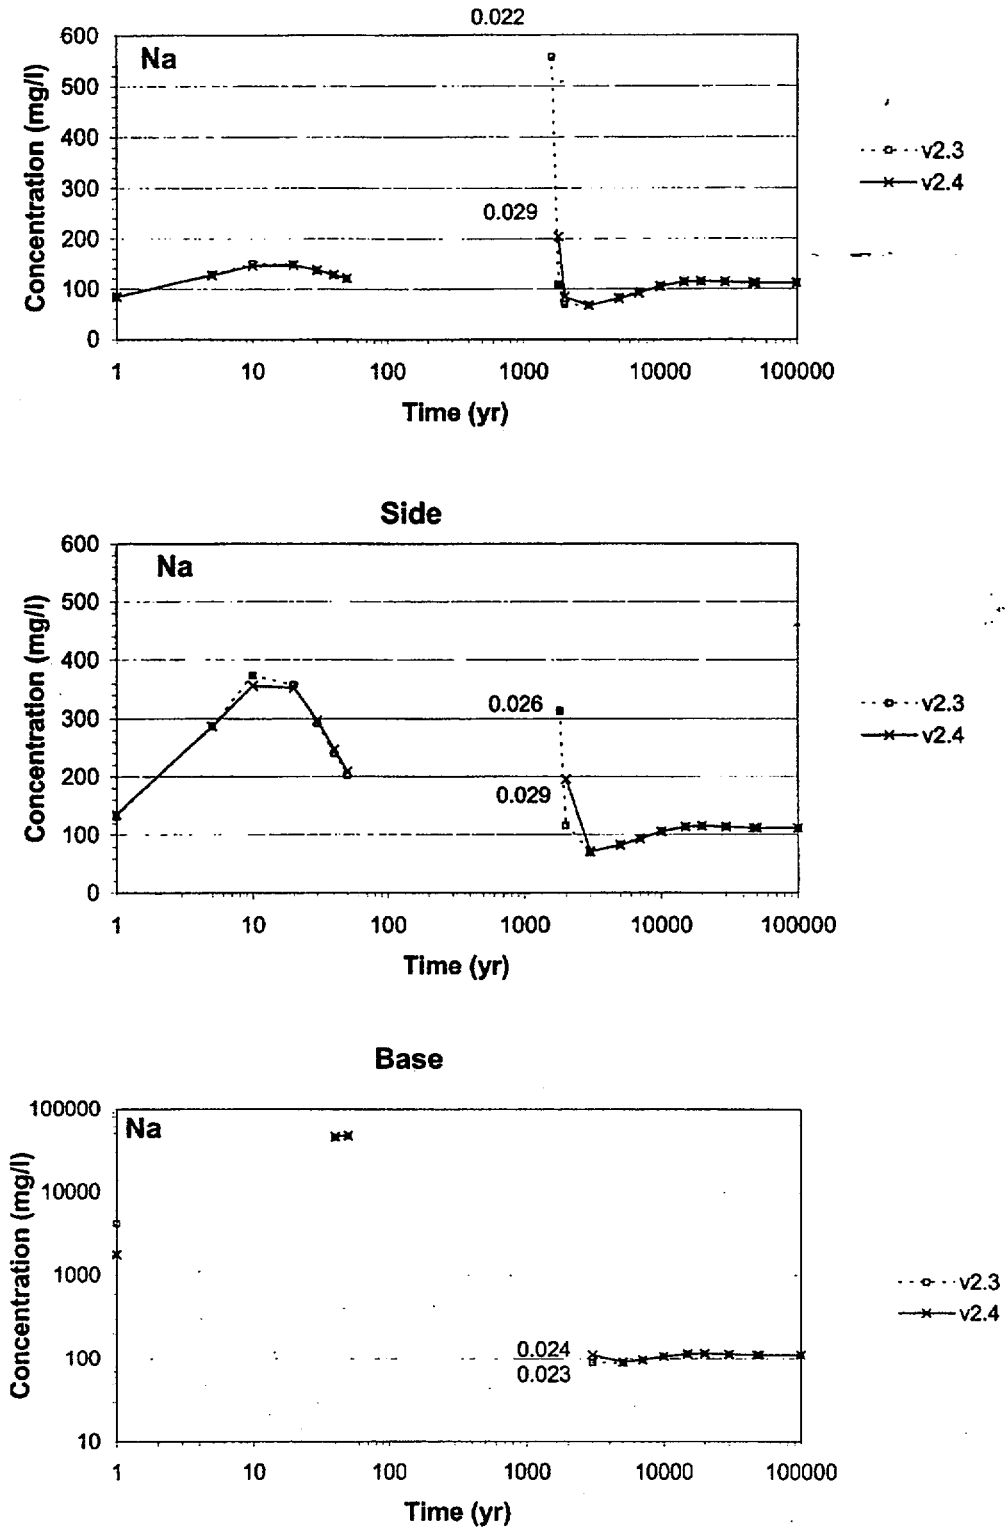 0.022
600
Na
500
400
300
200
100
0
Concentration (mg/l)
0.029
v2.3
v2.4
1 10 100 1000 10000 100000
Time (yr)
Side
600
Na
500
400
300
200
100
0
Concentration (mg/l)
0.026
0.029
v2.3
v2.4
1 10 100 1000 10000 100000
Time (yr)
Base
100000
Na
10000
1000
100
10
Concentration (mg/l)
0.024
0.023
v2.3
v2.4
1 10 100 1000 10000 100000
Time (yr)